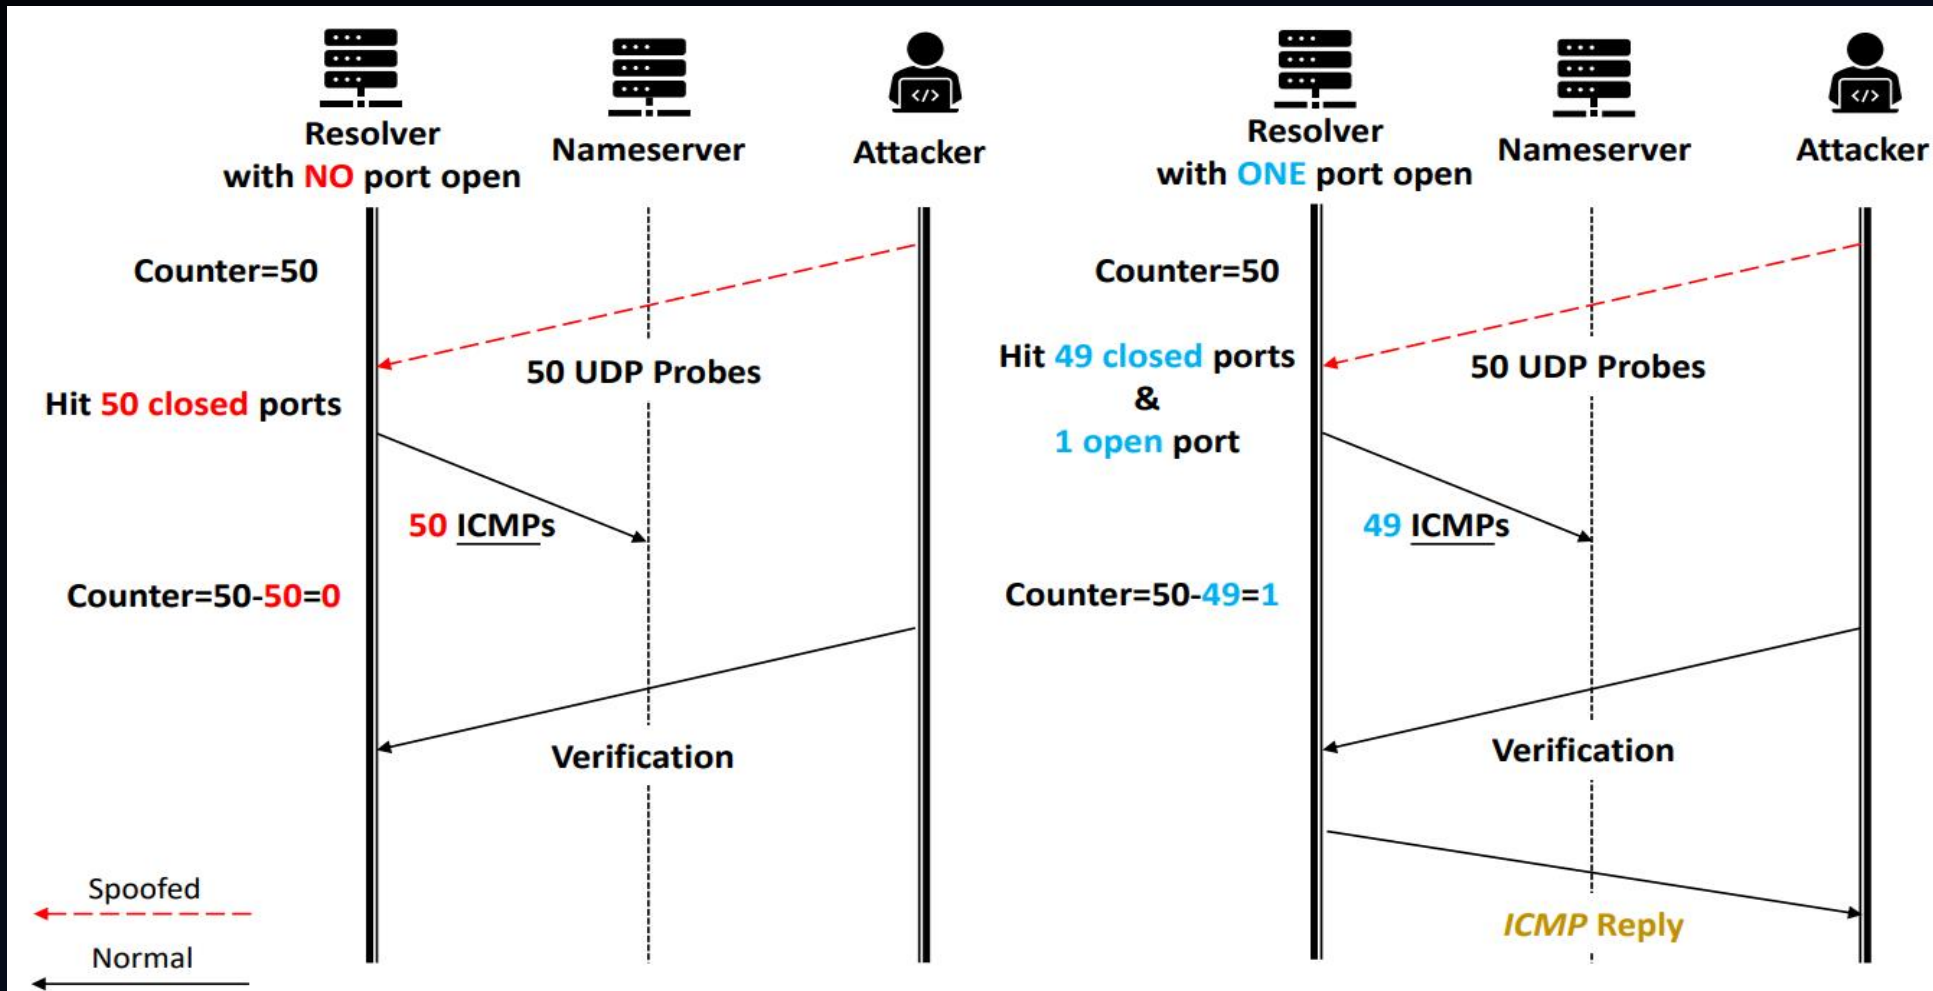 Resolver
with NO port open
Nameserver
Attacker
Counter=50
50 UDP Probes
Hit 50 closed ports
50 ICMPs
Counter=50-50=0
Verification
Spoofed
Normal
Resolver
with ONE port open
Nameserver
Attacker
Counter=50
Hit 49 closed ports
&
1 open port
50 UDP Probes
49 ICMPs
Counter=50-49=1
Verification
ICMP Reply